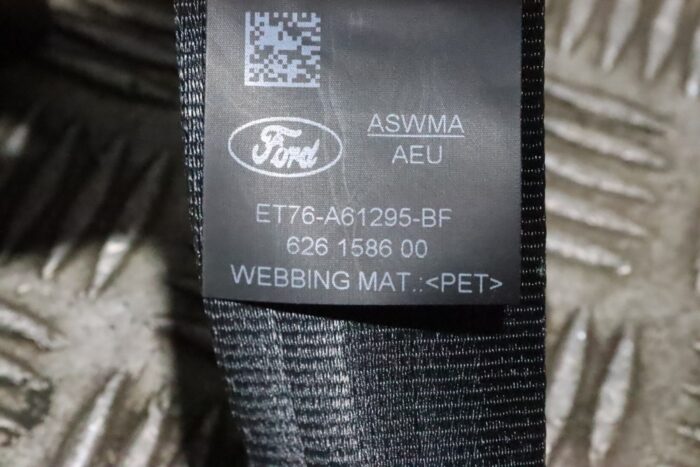 Ford
ASWMA
AEU
ET76-A61295-BF
626 1586 00
WEBBING MAT.:<PET>